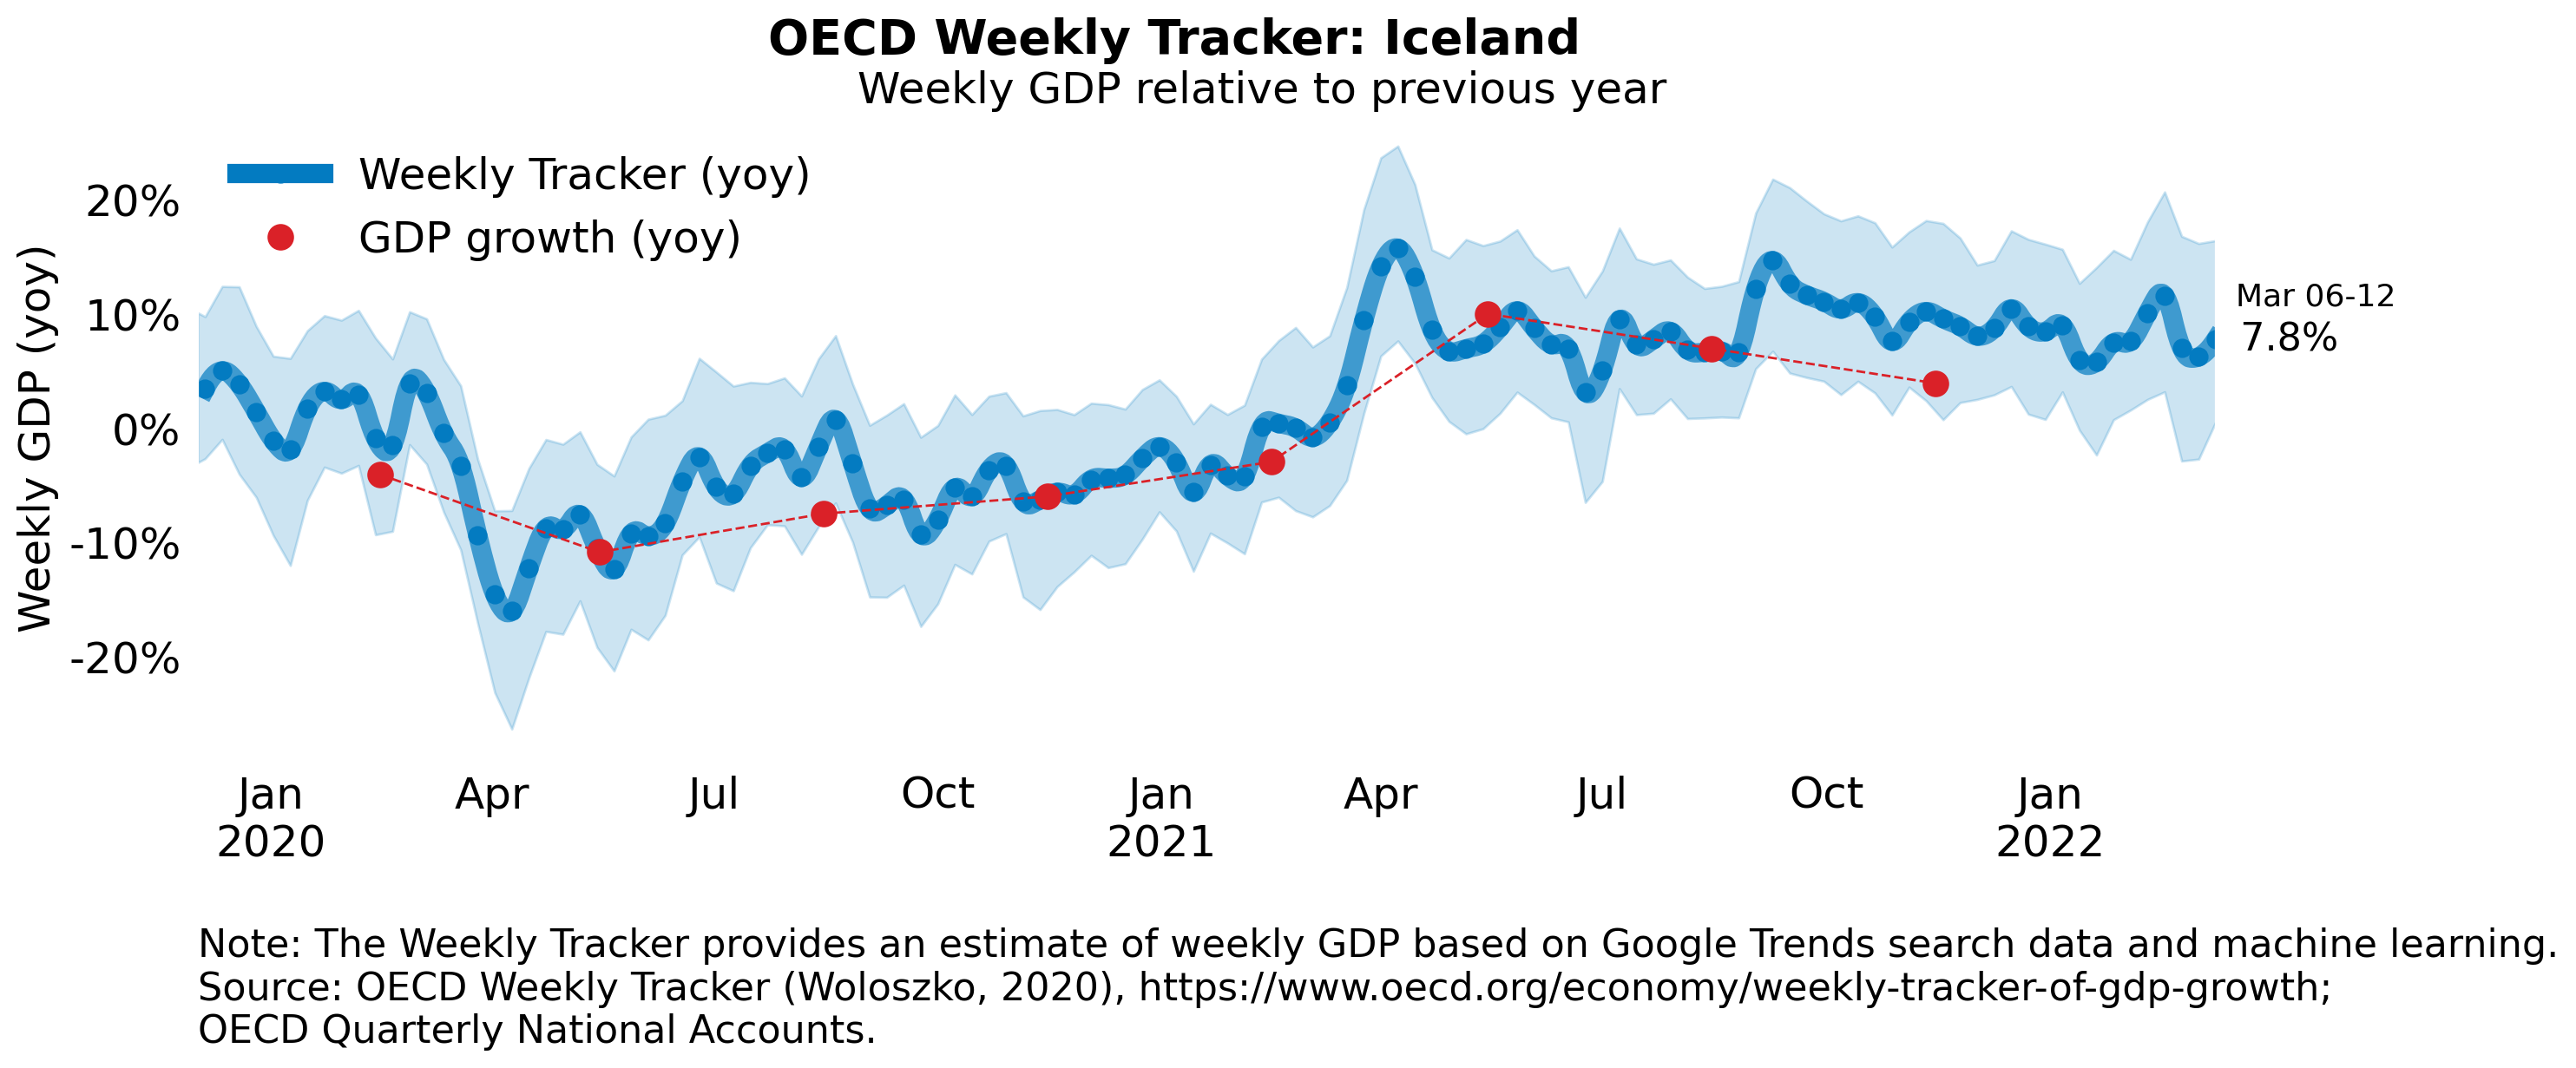 OECD Weekly Tracker: Iceland
Weekly GDP relative to previous year
Weekly Tracker (yoy)
GDP growth (yoy)
Weekly GDP (yoy)
20%
10%
0%
-10%
-20%
Mar 06-12
7.8%
Jan
2020
Apr
Jul
Oct
Jan
2021
Apr
Jul
Oct
Jan
2022
Note: The Weekly Tracker provides an estimate of weekly GDP based on Google Trends search data and machine learning.
Source: OECD Weekly Tracker (Woloszko, 2020), https://www.oecd.org/economy/weekly-tracker-of-gdp-growth;
OECD Quarterly National Accounts.